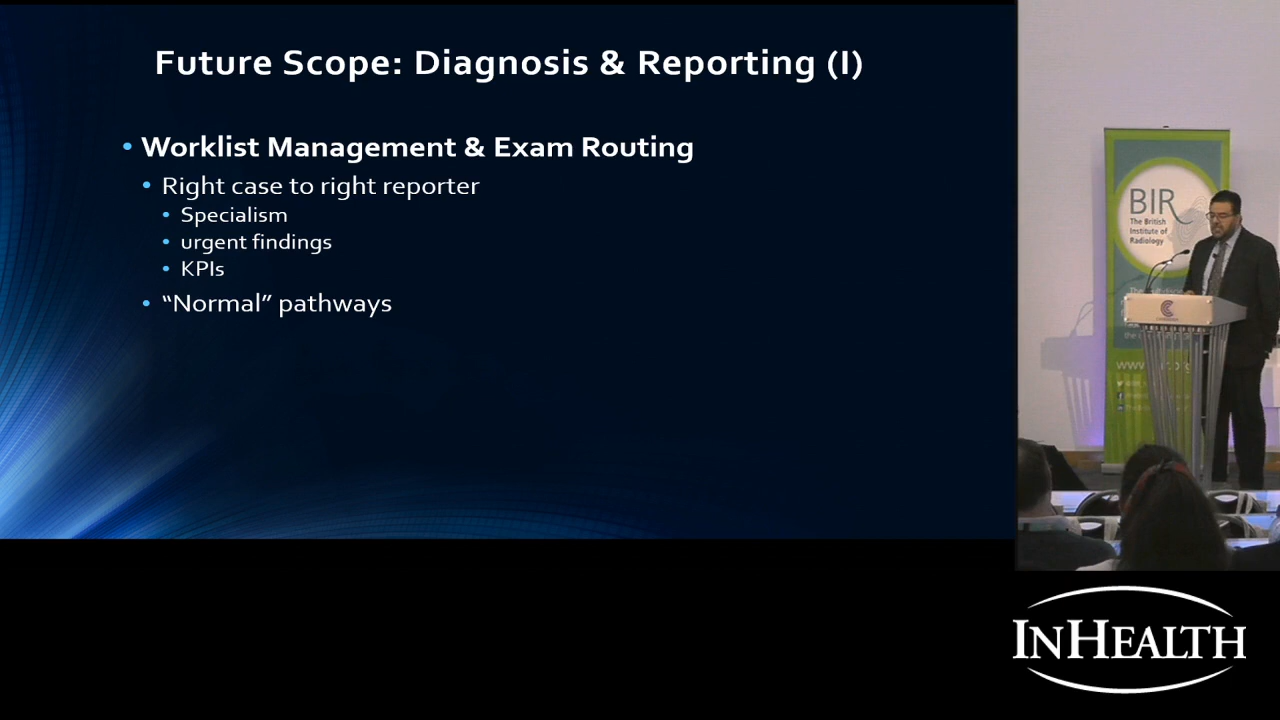 Future Scope: Diagnosis & Reporting (I)
• Worklist Management & Exam Routing
• Right case to right reporter
• Specialism
• urgent findings
• KPIs
• “Normal” pathways
BIR
The British
Institute of
Radiology
INHEALTH